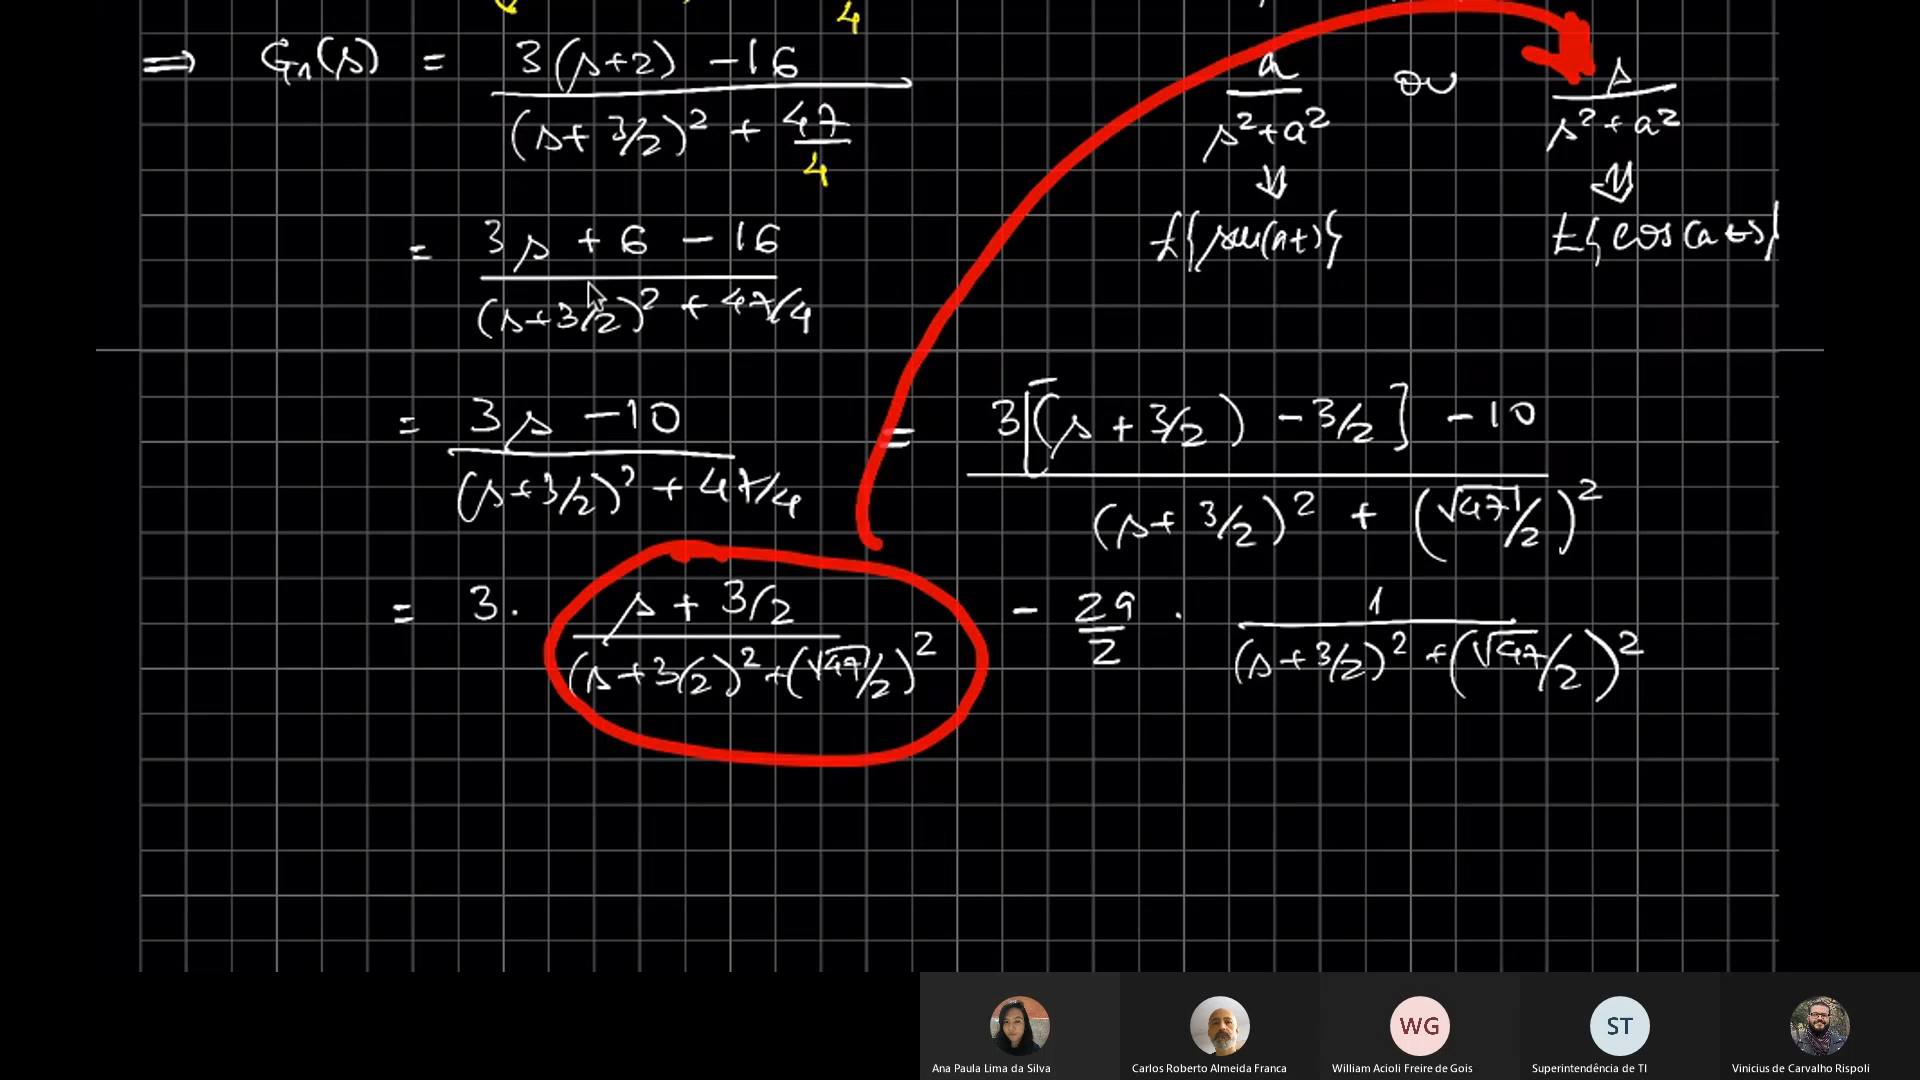 4
⟹ G₁(s) = 3(s+2) - 16 / (s+ 3/2)² + 47/4
a / s²+a² ou s / s²+a²
⇓ ⇓
£{sen(at)} £{cos(at)}
= 3s + 6 - 16 / (s+3/2)² + 47/4
= 3s - 10 / (s+3/2)² + 47/4 = 3[(s + 3/2) - 3/2] - 10 / (s+ 3/2)² + (√47/2)²
= 3 · s + 3/2 / (s+3/2)² + (√47/2)² - 29/2 · 1 / (s+3/2)² + (√47/2)²
WG ST
Ana Paula Lima da Silva Carlos Roberto Almeida Franca William Acioli Freire de Gois Superintendência de TI Vinicius de Carvalho Rispoli